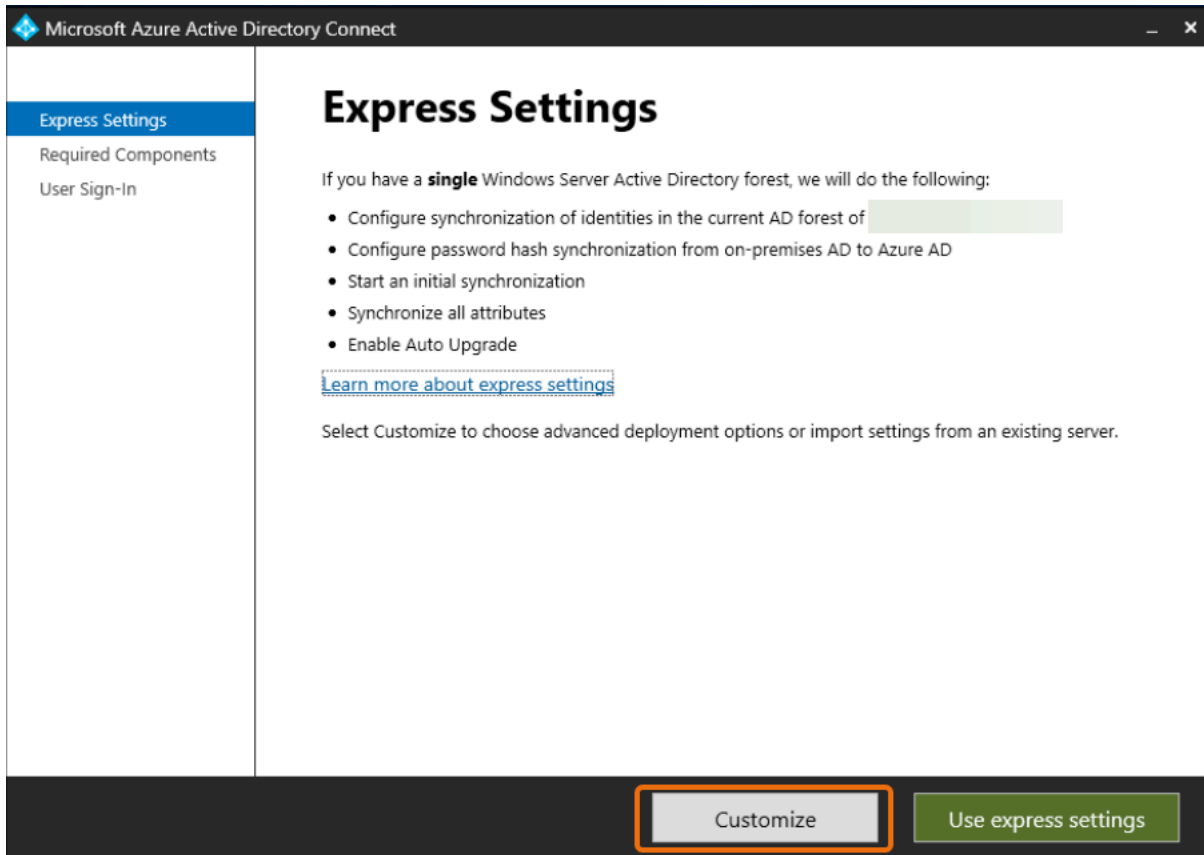 Microsoft Azure Active Directory Connect
Express Settings
Required Components
User Sign-In
Express Settings
If you have a single Windows Server Active Directory forest, we will do the following:
• Configure synchronization of identities in the current AD forest of
• Configure password hash synchronization from on-premises AD to Azure AD
• Start an initial synchronization
• Synchronize all attributes
• Enable Auto Upgrade
Learn more about express settings
Select Customize to choose advanced deployment options or import settings from an existing server.
Customize
Use express settings